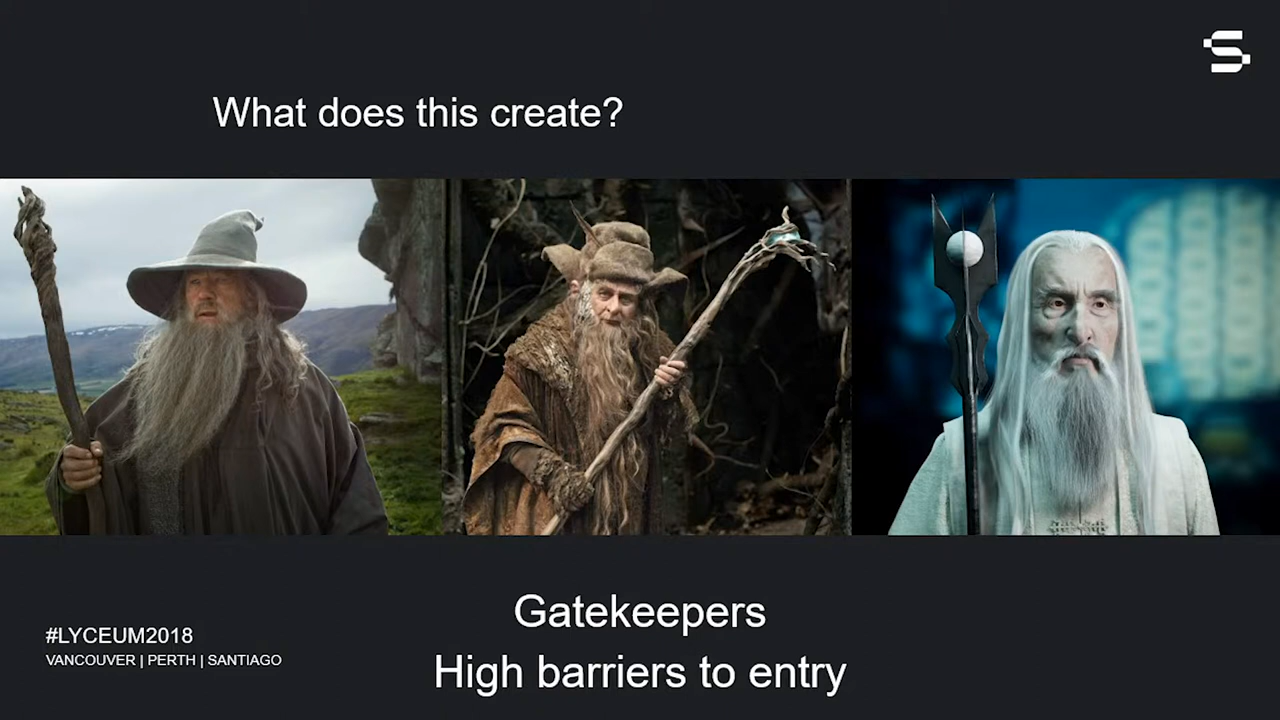 What does this create?
Gatekeepers
High barriers to entry
#LYCEUM2018
VANCOUVER | PERTH | SANTIAGO